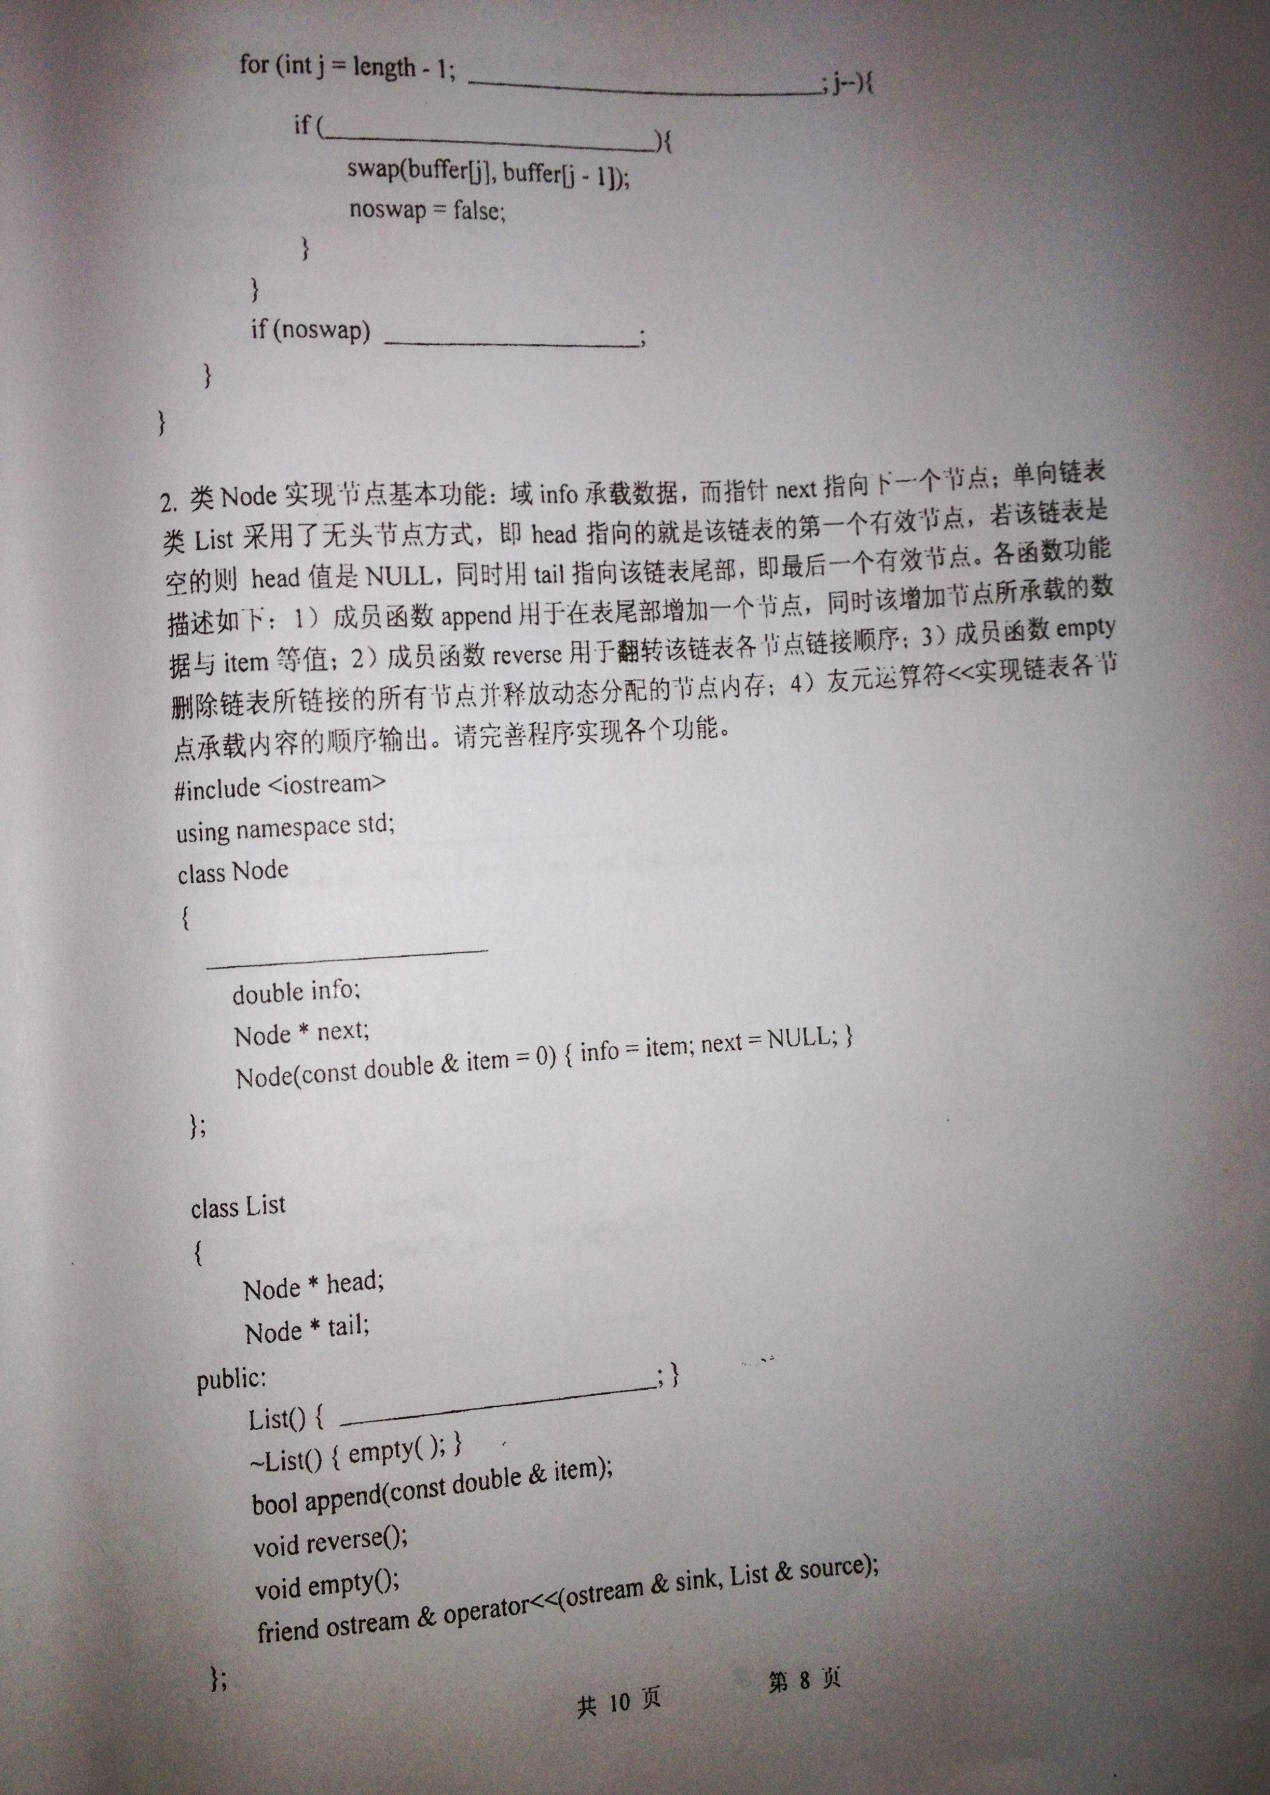 for (int j = length - 1; ____________________; j--){
if (____________________){
swap(buffer[j], buffer[j - 1]);
noswap = false;
}
}
if (noswap) ________________;
}
}
2. 类 Node 实现节点基本功能：域 info 承载数据，而指针 next 指向下一个节点；单向链表
类 List 采用了无头节点方式，即 head 指向的就是该链表的第一个有效节点，若该链表是
空的则 head 值是 NULL，同时用 tail 指向该链表尾部，即最后一个有效节点。各函数功能
描述如下：1）成员函数 append 用于在表尾部增加一个节点，同时该增加节点所承载的数
据与 item 等值；2）成员函数 reverse 用于翻转该链表各节点链接顺序；3）成员函数 empty
删除链表所链接的所有节点并释放动态分配的节点内存；4）友元运算符<<实现链表各节
点承载内容的顺序输出。请完善程序实现各个功能。
#include <iostream>
using namespace std;
class Node
{
________________
double info;
Node * next;
Node(const double & item = 0) { info = item; next = NULL; }
};
class List
{
Node * head;
Node * tail;
public:
List() { ____________________; }
~List() { empty( ); }
bool append(const double & item);
void reverse();
void empty();
friend ostream & operator<<(ostream & sink, List & source);
};
共 10 页 第 8 页